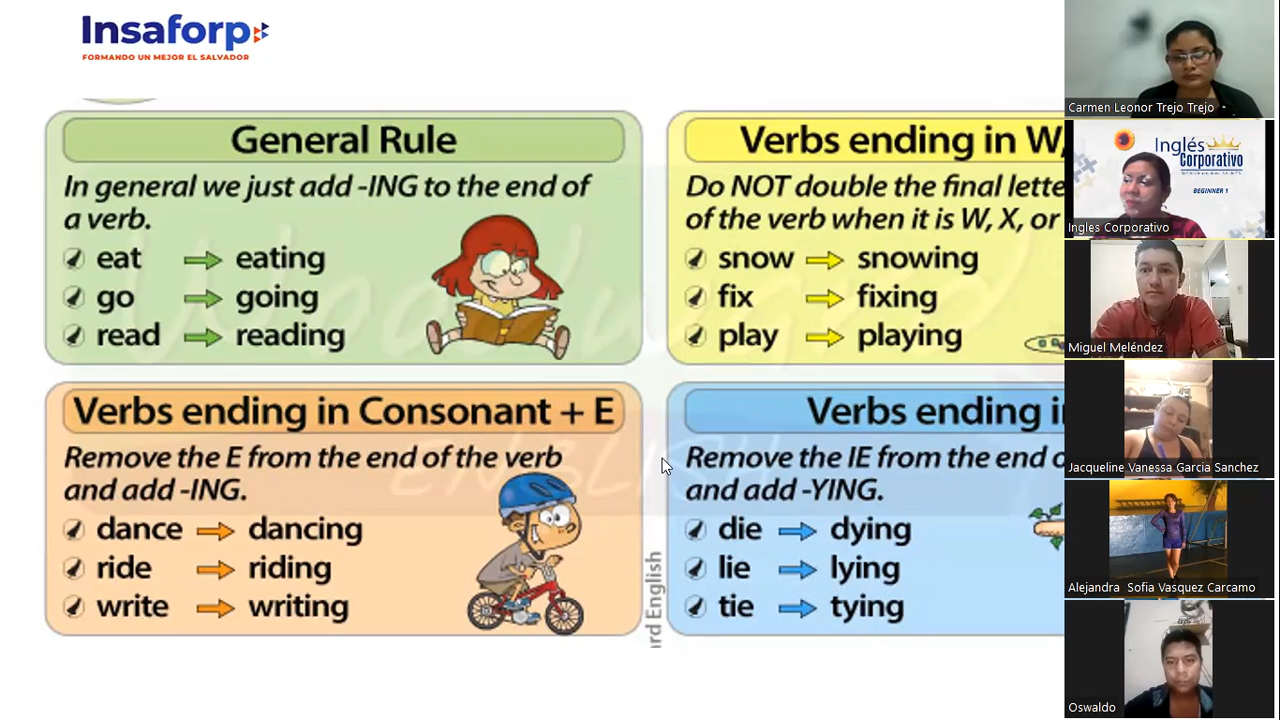 Insaforp
FORMANDO UN MEJOR EL SALVADOR
General Rule
In general we just add -ING to the end of
a verb.
eat eating
go going
read reading
Verbs ending in W,
Do NOT double the final lette
of the verb when it is W, X, or
snow snowing
fix fixing
play playing
Verbs ending in Consonant + E
Remove the E from the end of the verb
and add -ING.
dance dancing
ride riding
write writing
Verbs ending in
Remove the IE from the end o
and add -YING.
die dying
lie lying
tie tying
rd English
Woodward
ENGLISH
Carmen Leonor Trejo Trejo
Inglés
Corporativo
BEGINNER 1
Ingles Corporativo
Miguel Meléndez
Jacqueline Vanessa Garcia Sanchez
Alejandra Sofia Vasquez Carcamo
Oswaldo